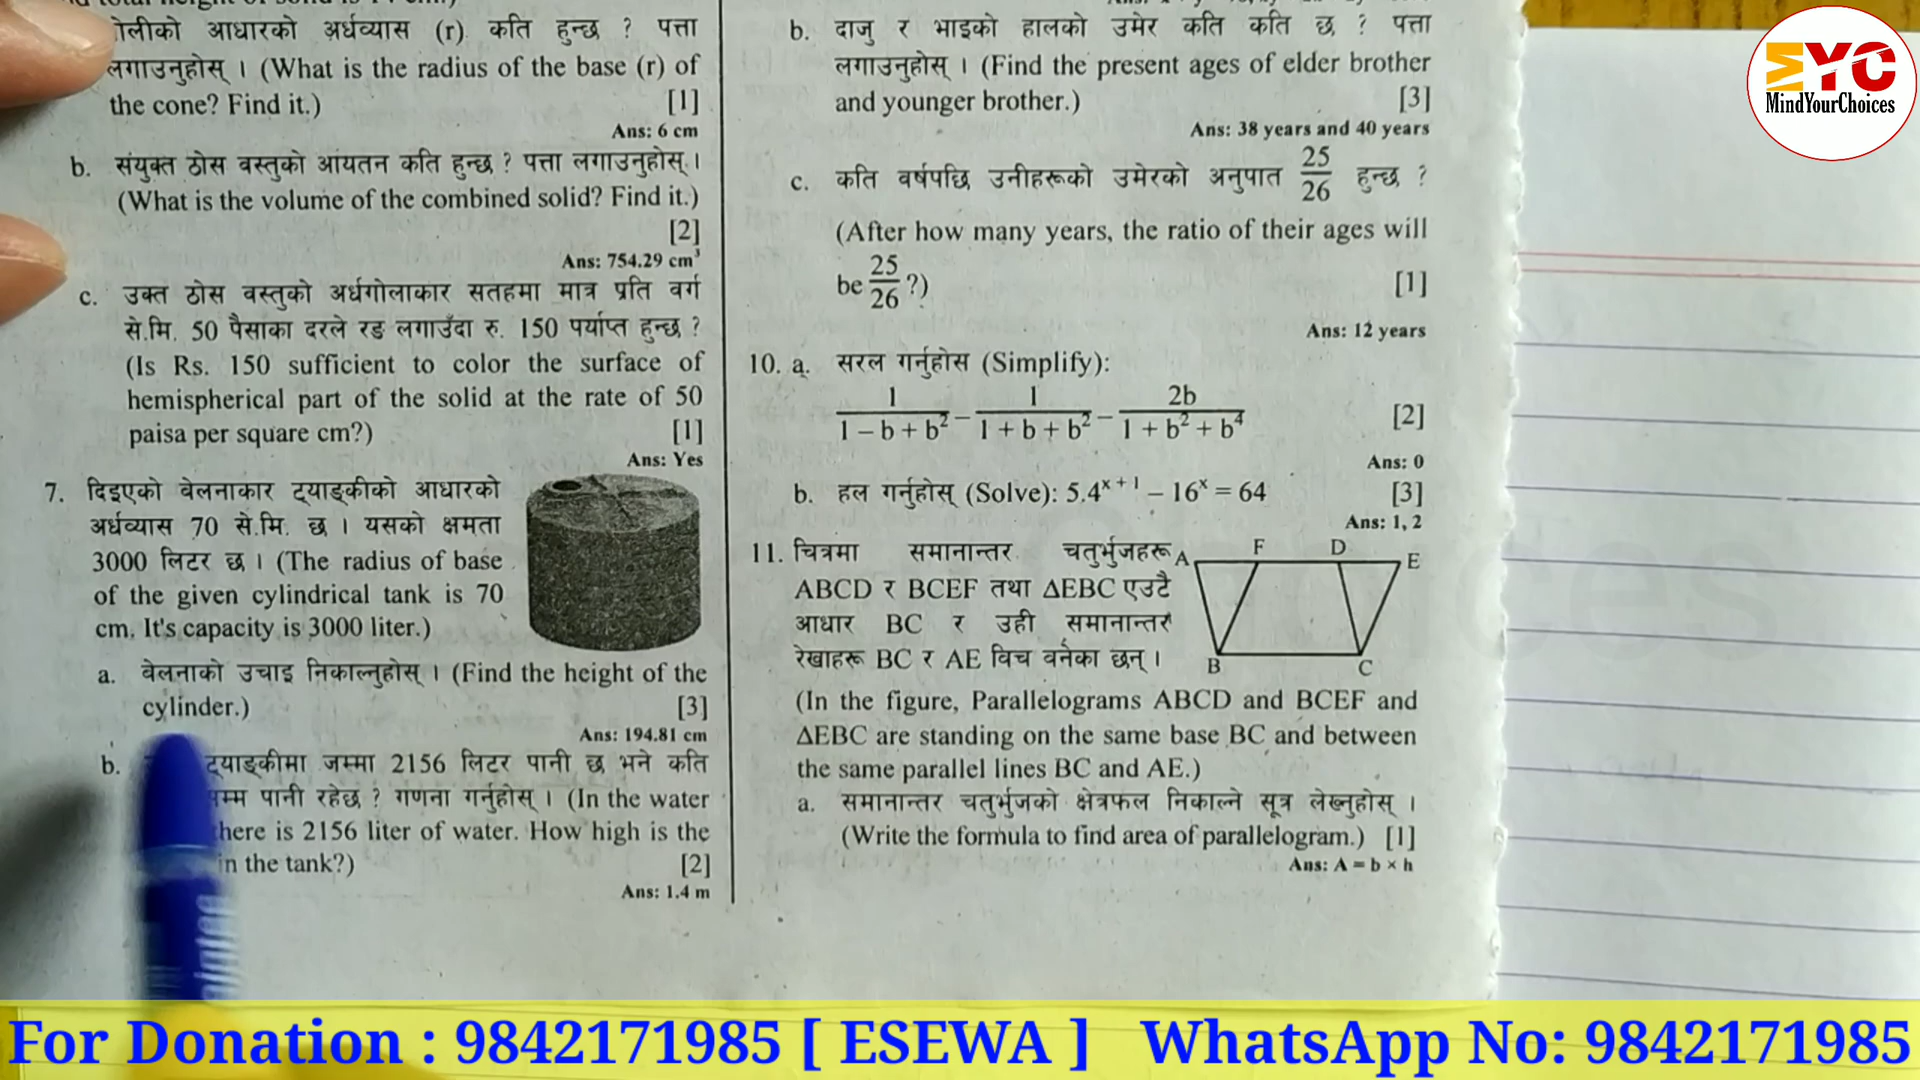 ोलीको आधारको अर्धव्यास (r) कति हुन्छ ? पत्ता
लगाउनुहोस् । (What is the radius of the base (r) of
the cone? Find it.) [1]
Ans: 6 cm
b. संयुक्त ठोस वस्तुको आयतन कति हुन्छ ? पत्ता लगाउनुहोस् ।
(What is the volume of the combined solid? Find it.)
[2]
Ans: 754.29 cm³
c. उक्त ठोस वस्तुको अर्धगोलाकार सतहमा मात्र प्रति वर्ग
से.मि. 50 पैसाका दरले रङ लगाउँदा रु. 150 पर्याप्त हुन्छ ?
(Is Rs. 150 sufficient to color the surface of
hemispherical part of the solid at the rate of 50
paisa per square cm?) [1]
Ans: Yes
7. दिइएको बेलनाकार ट्याङ्कीको आधारको
अर्धव्यास 70 से.मि. छ । यसको क्षमता
3000 लिटर छ । (The radius of base
of the given cylindrical tank is 70
cm. It's capacity is 3000 liter.)
a. बेलनाको उचाइ निकाल्नुहोस् । (Find the height of the
cylinder.) [3]
Ans: 194.81 cm
b. ट्याङ्कीमा जम्मा 2156 लिटर पानी छ भने कति
सम्म पानी रहेछ ? गणना गर्नुहोस् । (In the water
there is 2156 liter of water. How high is the
in the tank?) [2]
Ans: 1.4 m
b. दाजु र भाइको हालको उमेर कति कति छ ? पत्ता
लगाउनुहोस् । (Find the present ages of elder brother
and younger brother.) [3]
Ans: 38 years and 40 years
c. कति वर्षपछि उनीहरूको उमेरको अनुपात 25/26 हुन्छ ?
(After how many years, the ratio of their ages will
be 25/26 ?) [1]
Ans: 12 years
10. a. सरल गर्नुहोस (Simplify):
1/(1 – b + b²) – 1/(1 + b + b²) – 2b/(1 + b² + b⁴) [2]
Ans: 0
b. हल गर्नुहोस् (Solve): 5.4ˣ⁺¹ – 16ˣ = 64 [3]
Ans: 1, 2
11. चित्रमा समानान्तर चतुर्भुजहरू
ABCD र BCEF तथा ΔEBC एउटै
आधार BC र उही समानान्तर
रेखाहरू BC र AE विच बनेका छन् ।
A F D E
B C
(In the figure, Parallelograms ABCD and BCEF and
ΔEBC are standing on the same base BC and between
the same parallel lines BC and AE.)
a. समानान्तर चतुर्भुजको क्षेत्रफल निकाल्ने सूत्र लेख्नुहोस् ।
(Write the formula to find area of parallelogram.) [1]
Ans: A = b × h
MYC
MindYourChoices
For Donation : 9842171985 [ ESEWA ] WhatsApp No: 9842171985